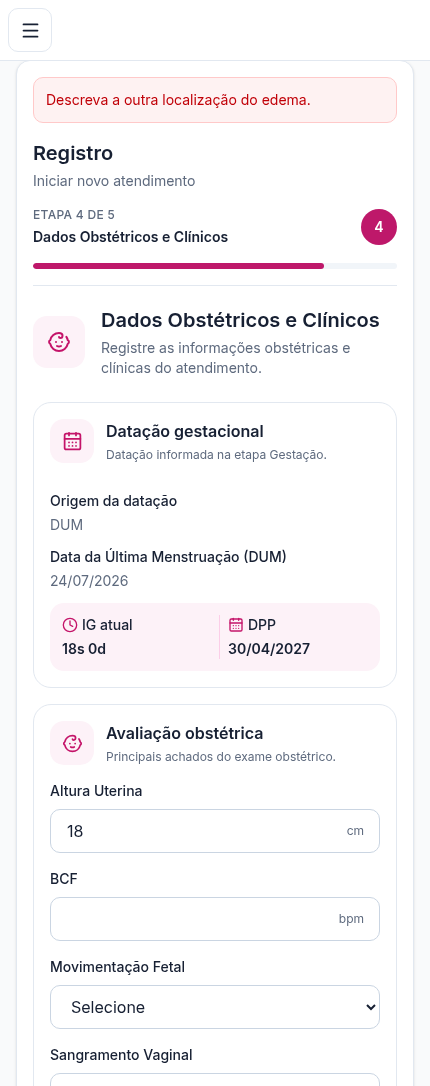 Descreva a outra localização do edema.
Registro
Iniciar novo atendimento
ETAPA 4 DE 5
Dados Obstétricos e Clínicos
4
Dados Obstétricos e Clínicos
Registre as informações obstétricas e
clínicas do atendimento.
Datação gestacional
Datação informada na etapa Gestação.
Origem da datação
DUM
Data da Última Menstruação (DUM)
24/07/2026
IG atual
18s 0d
DPP
30/04/2027
Avaliação obstétrica
Principais achados do exame obstétrico.
Altura Uterina
18 cm
BCF
bpm
Movimentação Fetal
Selecione
Sangramento Vaginal